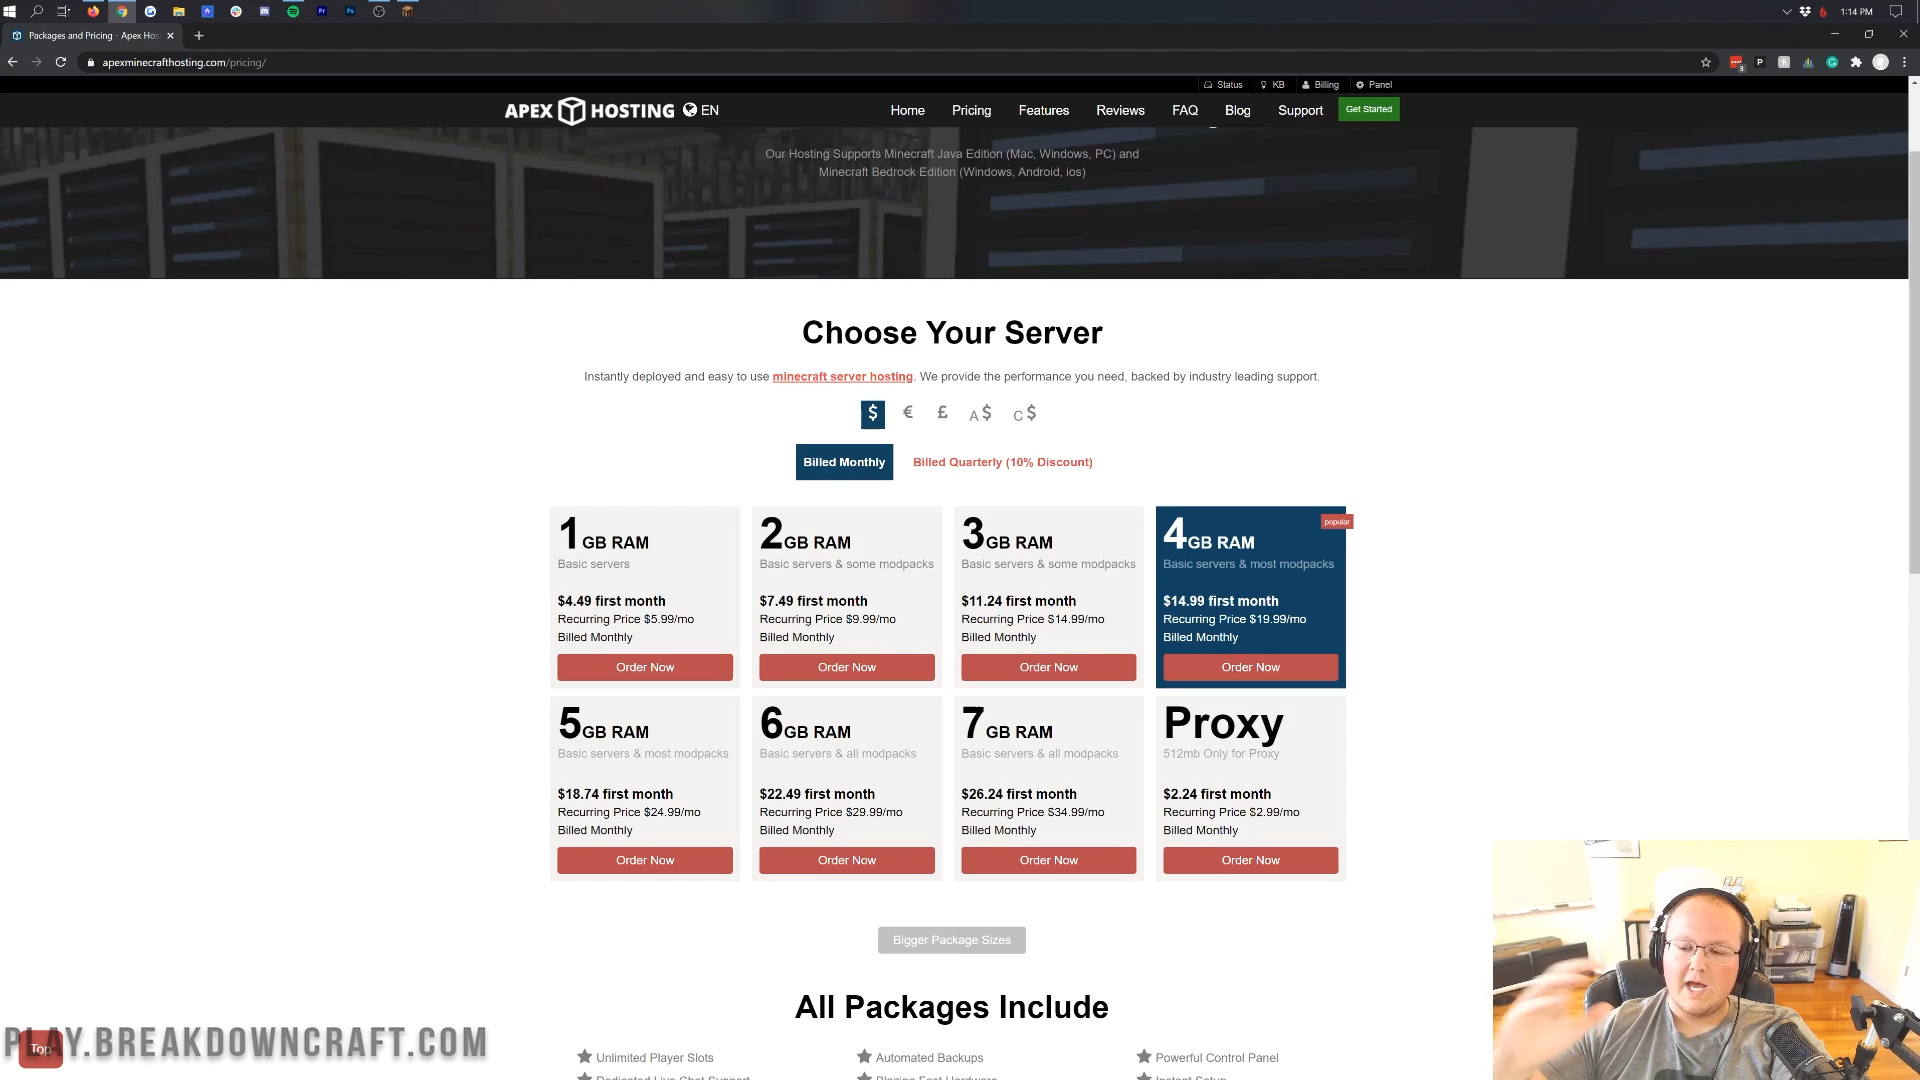 1:14 PM
Packages and Pricing - Apex Hos
apexminecrafthosting.com/pricing/
Status KB Billing Panel
APEX HOSTING EN
Home Pricing Features Reviews FAQ Blog Support Get Started
Our Hosting Supports Minecraft Java Edition (Mac, Windows, PC) and
Minecraft Bedrock Edition (Windows, Android, ios)
Choose Your Server
Instantly deployed and easy to use minecraft server hosting. We provide the performance you need, backed by industry leading support.
$ € £ A$ C$
Billed Monthly Billed Quarterly (10% Discount)
1GB RAM
Basic servers
$4.49 first month
Recurring Price $5.99/mo
Billed Monthly
Order Now
2GB RAM
Basic servers & some modpacks
$7.49 first month
Recurring Price $9.99/mo
Billed Monthly
Order Now
3GB RAM
Basic servers & some modpacks
$11.24 first month
Recurring Price $14.99/mo
Billed Monthly
Order Now
popular
4GB RAM
Basic servers & most modpacks
$14.99 first month
Recurring Price $19.99/mo
Billed Monthly
Order Now
5GB RAM
Basic servers & most modpacks
$18.74 first month
Recurring Price $24.99/mo
Billed Monthly
Order Now
6GB RAM
Basic servers & all modpacks
$22.49 first month
Recurring Price $29.99/mo
Billed Monthly
Order Now
7GB RAM
Basic servers & all modpacks
$26.24 first month
Recurring Price $34.99/mo
Billed Monthly
Order Now
Proxy
512mb Only for Proxy
$2.24 first month
Recurring Price $2.99/mo
Billed Monthly
Order Now
Bigger Package Sizes
All Packages Include
Unlimited Player Slots Automated Backups Powerful Control Panel
Dedicated Live Chat Support Blazing Fast Hardware Instant Setup
PLAY.BREAKDOWNCRAFT.COM
Top